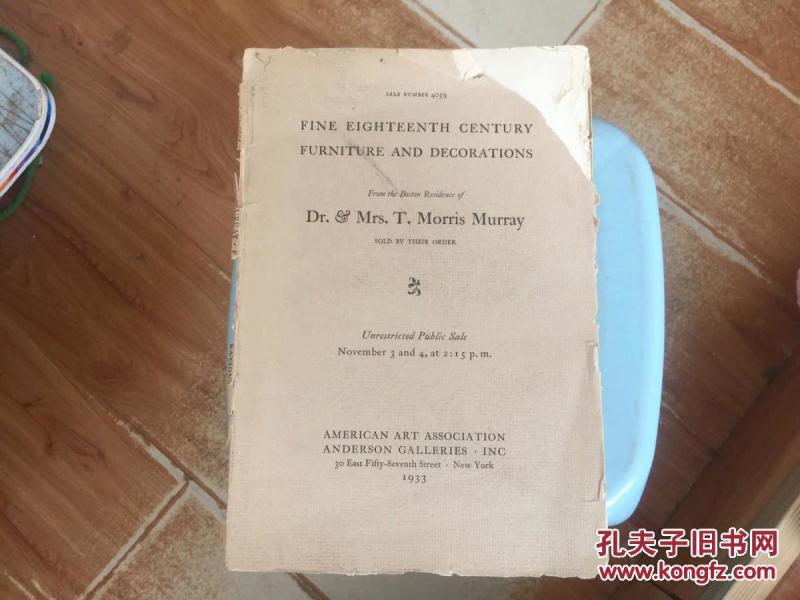 SALE NUMBER 4059
FINE EIGHTEENTH CENTURY
FURNITURE AND DECORATIONS
From the Boston Residence of
Dr. & Mrs. T. Morris Murray
SOLD BY THEIR ORDER
Unrestricted Public Sale
November 3 and 4, at 2:15 p.m.
AMERICAN ART ASSOCIATION
ANDERSON GALLERIES · INC
30 East Fifty-Seventh Street · New York
1933
孔夫子旧书网
www.kongfz.com